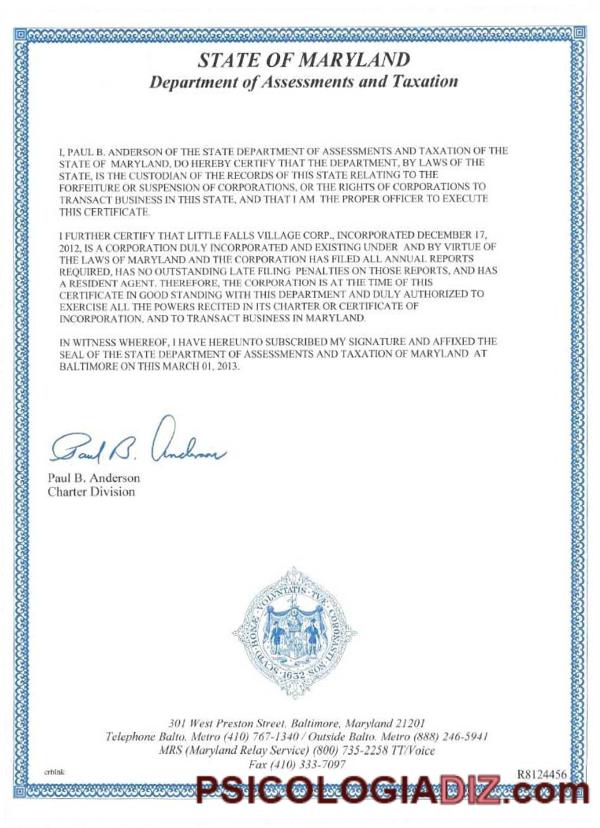 STATE OF MARYLAND
Department of Assessments and Taxation
I, PAUL B. ANDERSON OF THE STATE DEPARTMENT OF ASSESSMENTS AND TAXATION OF THE
STATE OF MARYLAND, DO HEREBY CERTIFY THAT THE DEPARTMENT, BY LAWS OF THE
STATE, IS THE CUSTODIAN OF THE RECORDS OF THIS STATE RELATING TO THE
FORFEITURE OR SUSPENSION OF CORPORATIONS, OR THE RIGHTS OF CORPORATIONS TO
TRANSACT BUSINESS IN THIS STATE, AND THAT I AM THE PROPER OFFICER TO EXECUTE
THIS CERTIFICATE.
I FURTHER CERTIFY THAT LITTLE FALLS VILLAGE CORP., INCORPORATED DECEMBER 17,
2012, IS A CORPORATION DULY INCORPORATED AND EXISTING UNDER AND BY VIRTUE OF
THE LAWS OF MARYLAND AND THE CORPORATION HAS FILED ALL ANNUAL REPORTS
REQUIRED, HAS NO OUTSTANDING LATE FILING PENALTIES ON THOSE REPORTS, AND HAS
A RESIDENT AGENT. THEREFORE, THE CORPORATION IS AT THE TIME OF THIS
CERTIFICATE IN GOOD STANDING WITH THIS DEPARTMENT AND DULY AUTHORIZED TO
EXERCISE ALL THE POWERS RECITED IN ITS CHARTER OR CERTIFICATE OF
INCORPORATION, AND TO TRANSACT BUSINESS IN MARYLAND.
IN WITNESS WHEREOF, I HAVE HEREUNTO SUBSCRIBED MY SIGNATURE AND AFFIXED THE
SEAL OF THE STATE DEPARTMENT OF ASSESSMENTS AND TAXATION OF MARYLAND AT
BALTIMORE ON THIS MARCH 01, 2013.
Paul B. Anderson
Paul B. Anderson
Charter Division
SCVTO BONÆ VOLVNTATIS TVÆ CORONASTI NOS
1632
301 West Preston Street, Baltimore, Maryland 21201
Telephone Balto. Metro (410) 767-1340 / Outside Balto. Metro (888) 246-5941
MRS (Maryland Relay Service) (800) 735-2258 TT/Voice
Fax (410) 333-7097
crblnk
R8124456
PSICOLOGIADIZ.com